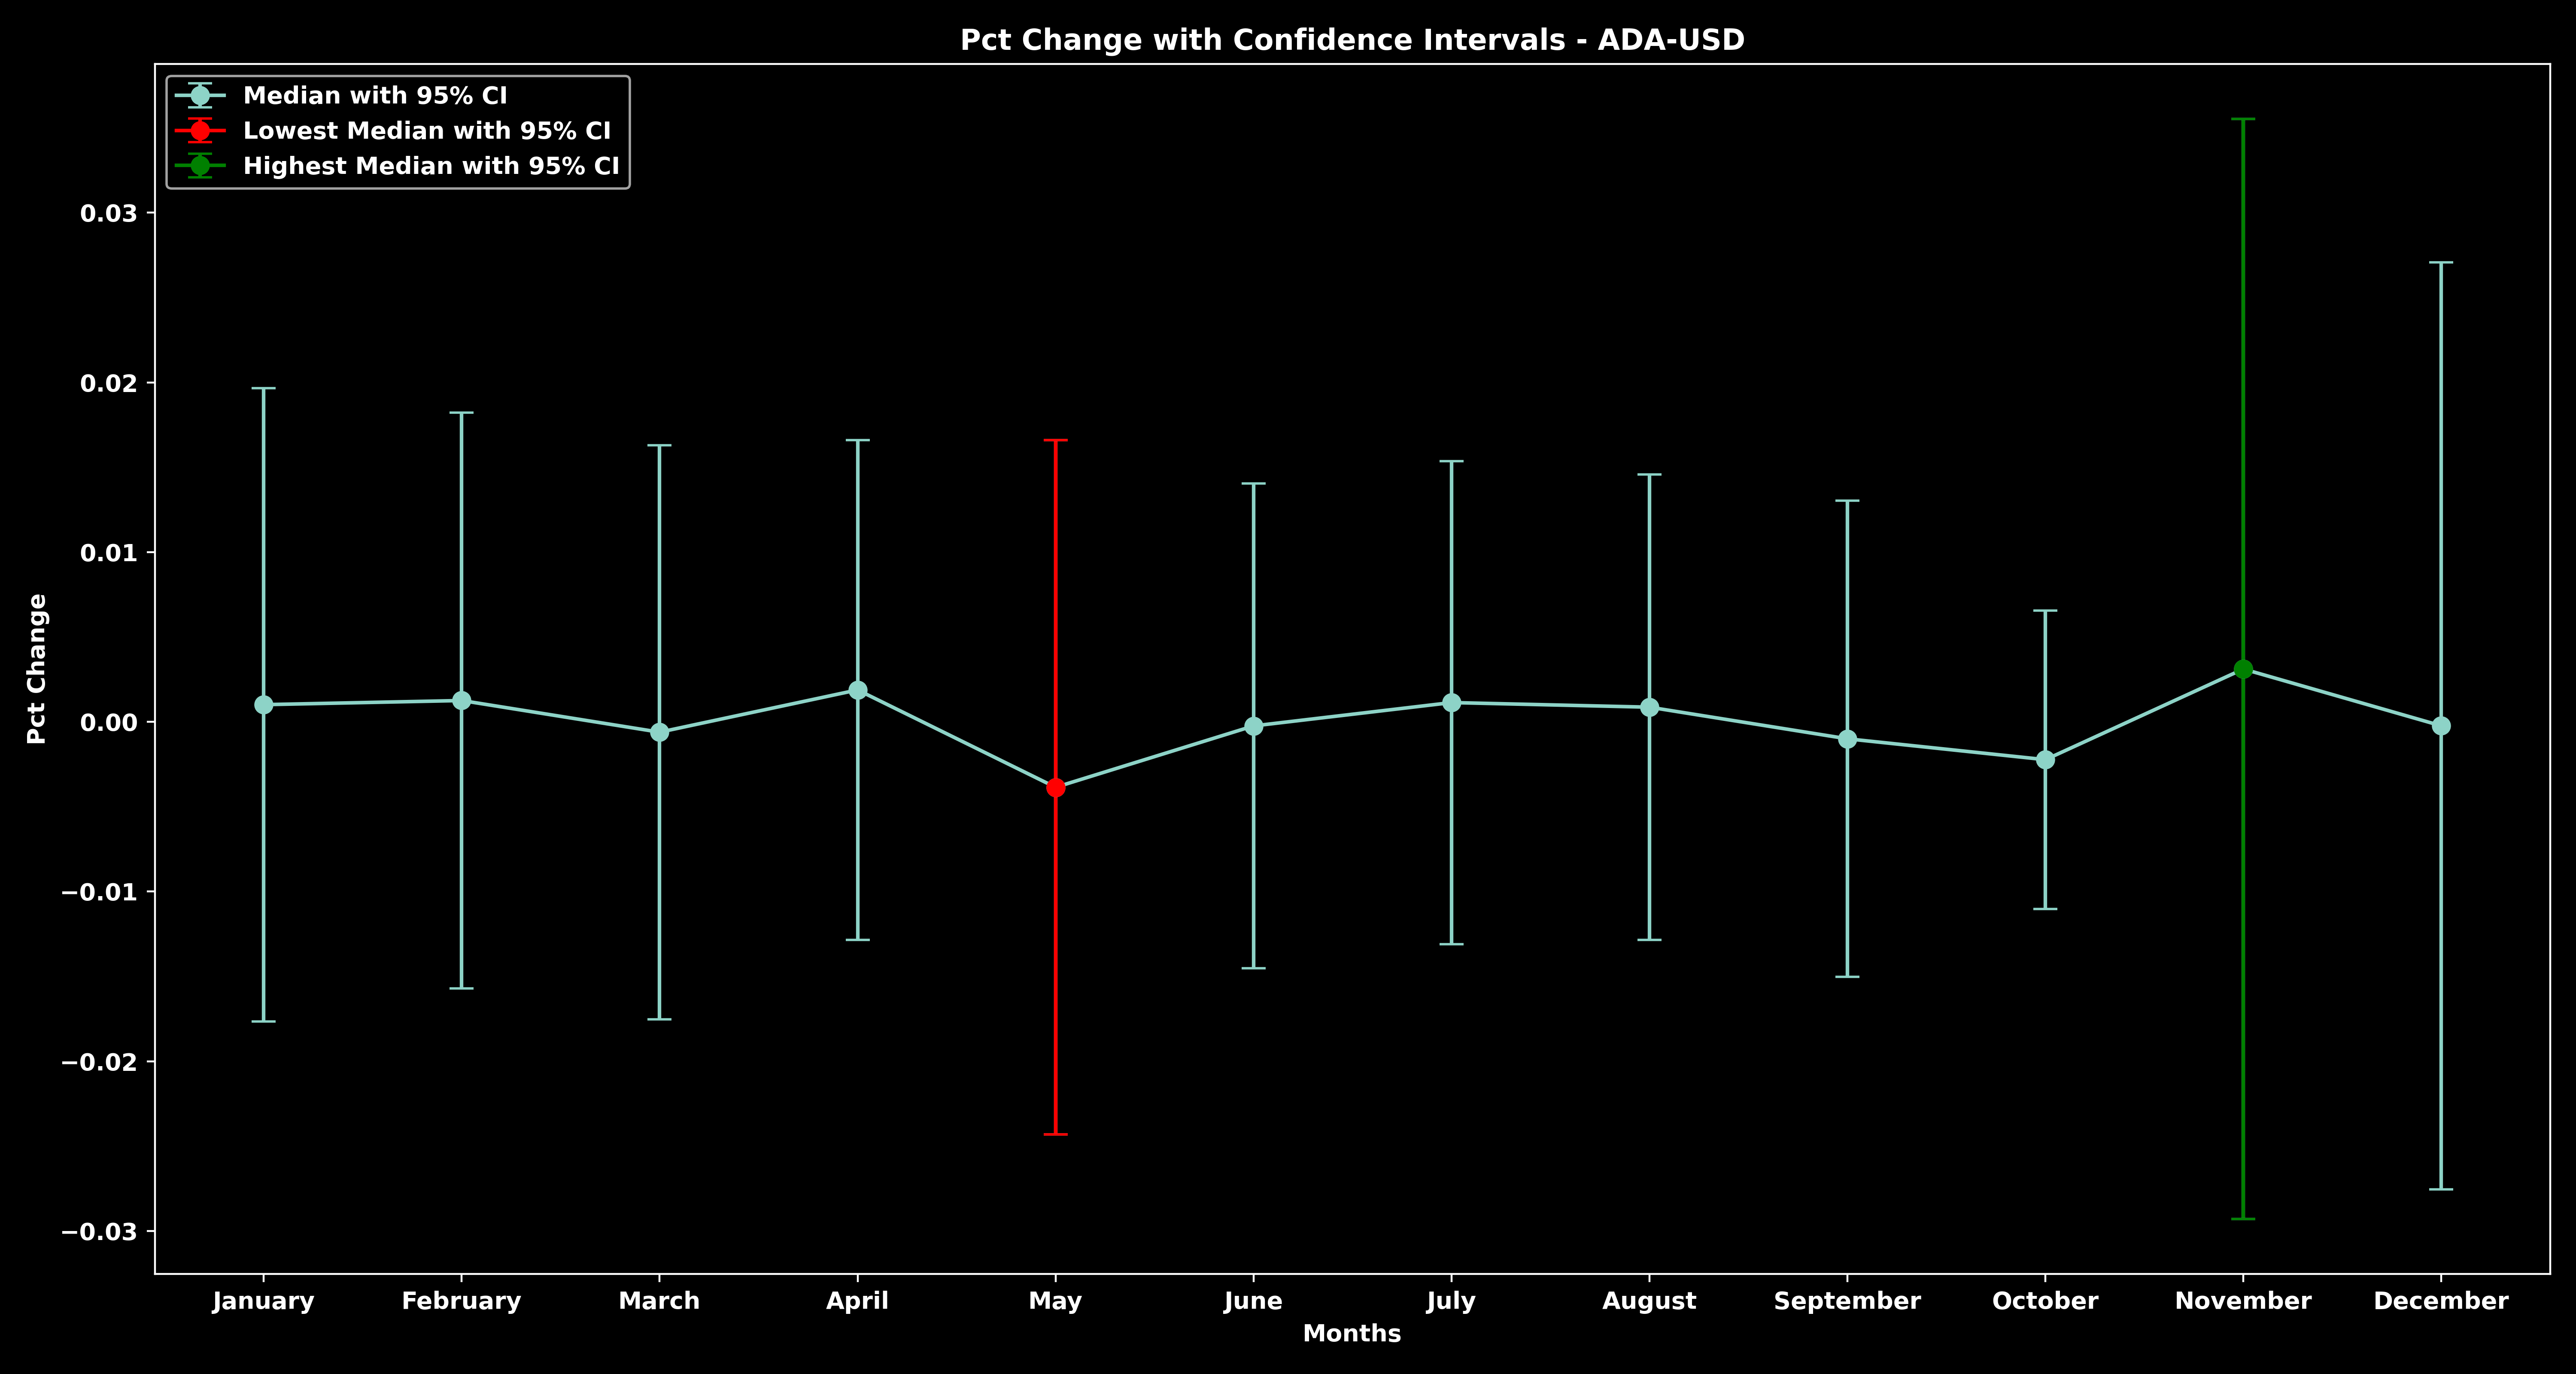 Pct Change with Confidence Intervals - ADA-USD
Median with 95% CI
Lowest Median with 95% CI
Highest Median with 95% CI
0.03
0.02
0.01
0.00
−0.01
−0.02
−0.03
Pct Change
January February March April May June July August September October November December
Months